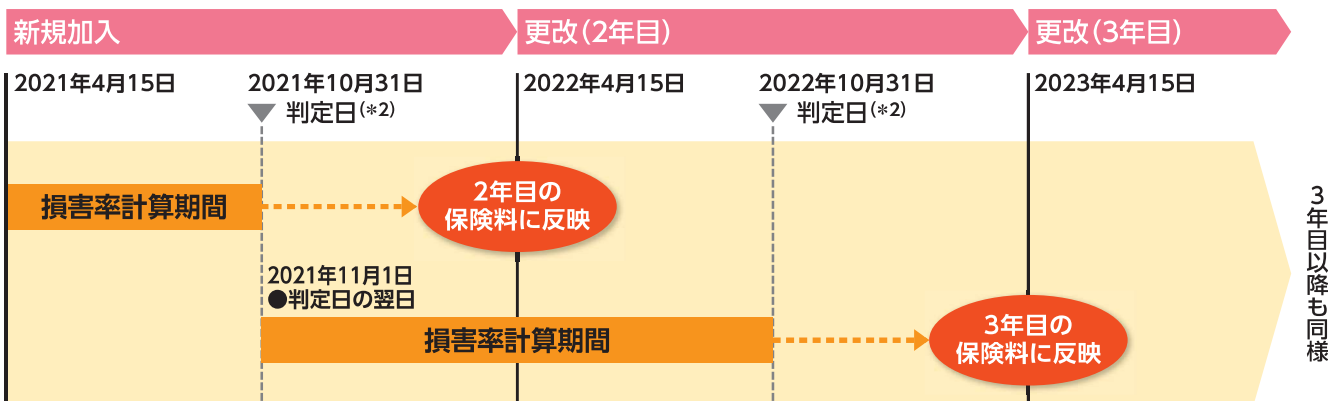 新規加入
更改(2年目)
更改(3年目)
2021年4月15日
2021年10月31日
2022年4月15日
2022年10月31日
2023年4月15日
判定日(*2)
判定日(*2)
損害率計算期間
2年目の
保険料に反映
2021年11月1日
●判定日の翌日
損害率計算期間
3年目の
保険料に反映
3年目以降も同様